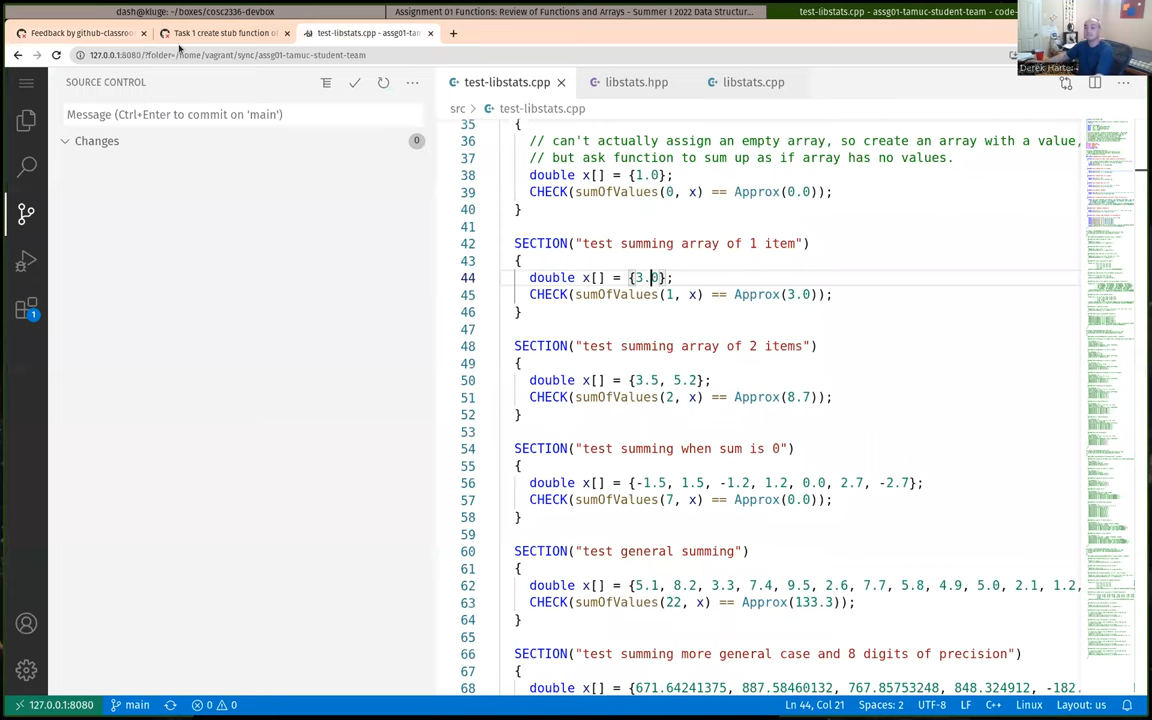 dash@kluge: ~/boxes/cosc2336-devbox
Assignment 01 Functions: Review of Functions and Arrays - Summer I 2022 Data Structur...
test-libstats.cpp - assg01-tamuc-student-team - code-
Feedback by github-classroo
Task 1 create stub function of
test-libstats.cpp - assg01-ta
127.0.0.1:8080/?folder=/home/vagrant/sync/assg01-tamuc-student-team
Derek Harter
SOURCE CONTROL
Message (Ctrl+Enter to commit on 'main')
Changes
0
1
test-libstats.cpp
libstats.hpp
libstats.cpp
src > test-libstats.cpp
35 {
36 // can't actually assign an empty array, so create an array with a value,
37 // but ask function to sum up as if array has no values.
38 double x[] = {1.0};
39 CHECK(sumOfValues(0, x) == Approx(0.0));
40 }
41
42 SECTION("test summing array of 1 item")
43 {
44 double x[] = {3.0};
45 CHECK(sumOfValues(1, x) == Approx(3.0));
46 }
47
48 SECTION("test summing array of 2 items")
49 {
50 double x[] = {3.5, 5.2};
51 CHECK(sumOfValues(2, x) == Approx(8.7));
52 }
53
54 SECTION("test summing when sum is 0")
55 {
56 double x[] = {-1.5, 1.5, -1.2, 1.2, 0.0, 2.7, -2.7};
57 CHECK(sumOfValues(7, x) == Approx(0.0));
58 }
59
60 SECTION("test general summing")
61 {
62 double x[] = {5.1, 8.2, 3.3, 7.4, 9.5, 2.6, 7.7, 5.8, 4.9, 5.0, 2.1, 1.2,
63 CHECK(sumOfValues( x) == Approx(133.3));
64 }
65
66 SECTION("test summing more general case and 8 digits of precision")
67 {
68 double x[] = {671.64241375, 887.58460132, 767.85753248, 848.324912, -182.
127.0.0.1:8080
main
0 0
Ln 44, Col 21
Spaces: 2
UTF-8
LF
C++
Linux
Layout: us